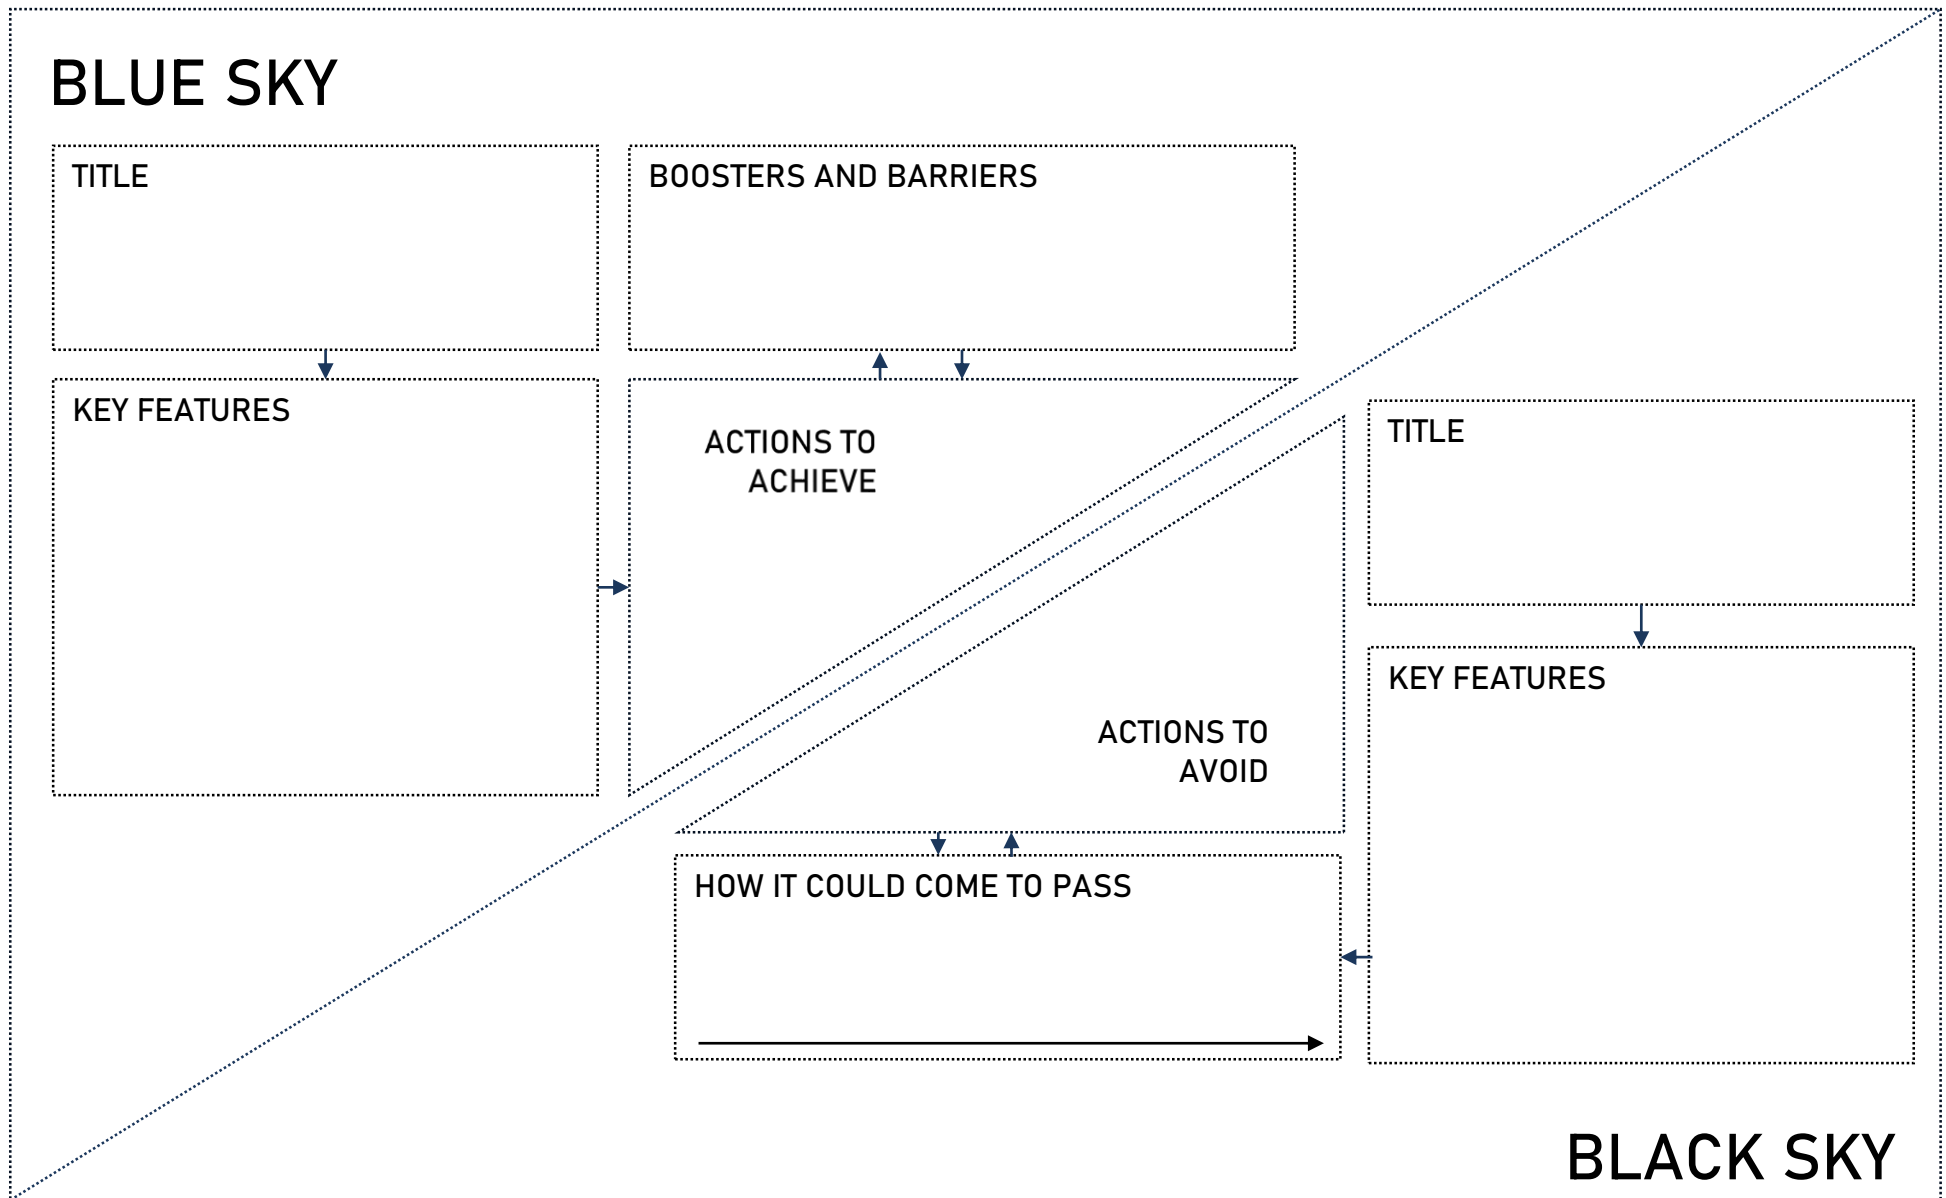 BLUE SKY
TITLE
BOOSTERS AND BARRIERS
KEY FEATURES
ACTIONS TO
ACHIEVE
TITLE
KEY FEATURES
ACTIONS TO
AVOID
HOW IT COULD COME TO PASS
BLACK SKY